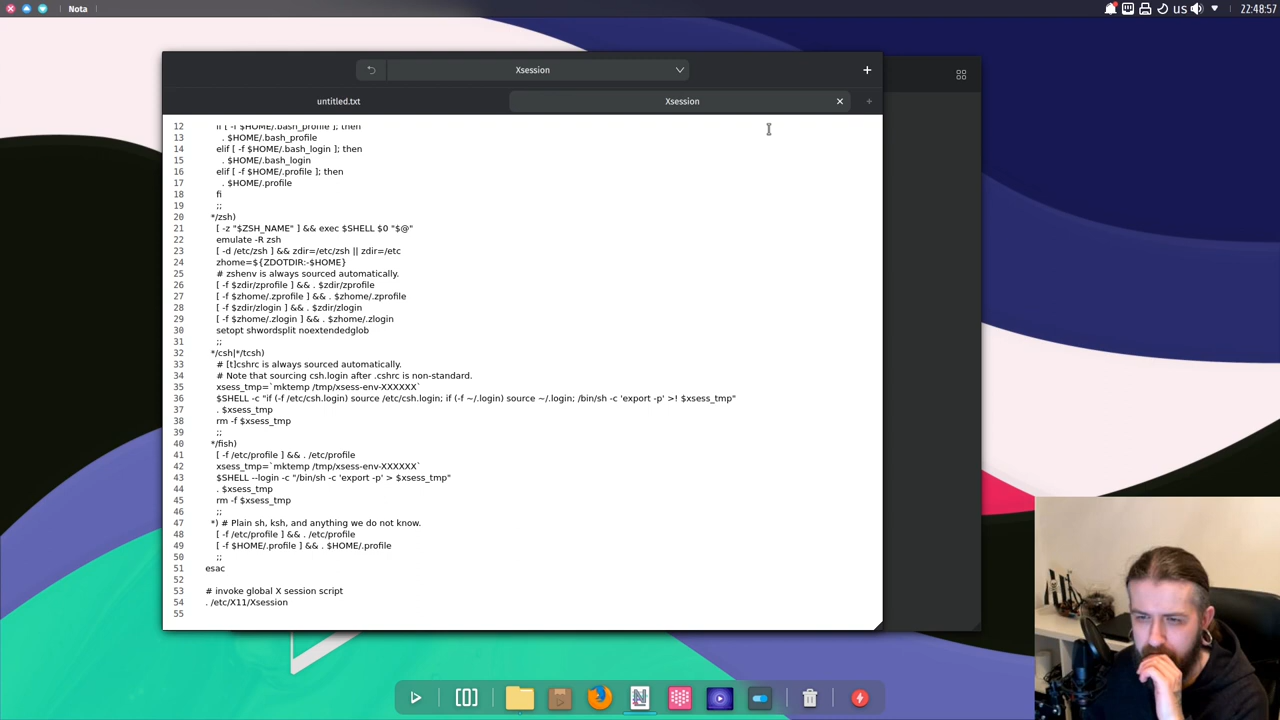 Nota
us
22:48:57
Xsession
untitled.txt
Xsession
12 if [ -f $HOME/.bash_profile ]; then
13 . $HOME/.bash_profile
14 elif [ -f $HOME/.bash_login ]; then
15 . $HOME/.bash_login
16 elif [ -f $HOME/.profile ]; then
17 . $HOME/.profile
18 fi
19 ;;
20 */zsh)
21 [ -z "$ZSH_NAME" ] && exec $SHELL $0 "$@"
22 emulate -R zsh
23 [ -d /etc/zsh ] && zdir=/etc/zsh || zdir=/etc
24 zhome=${ZDOTDIR:-$HOME}
25 # zshenv is always sourced automatically.
26 [ -f $zdir/zprofile ] && . $zdir/zprofile
27 [ -f $zhome/.zprofile ] && . $zhome/.zprofile
28 [ -f $zdir/zlogin ] && . $zdir/zlogin
29 [ -f $zhome/.zlogin ] && . $zhome/.zlogin
30 setopt shwordsplit noextendedglob
31 ;;
32 */csh|*/tcsh)
33 # [t]cshrc is always sourced automatically.
34 # Note that sourcing csh.login after .cshrc is non-standard.
35 xsess_tmp=`mktemp /tmp/xsess-env-XXXXXX`
36 $SHELL -c "if (-f /etc/csh.login) source /etc/csh.login; if (-f ~/.login) source ~/.login; /bin/sh -c 'export -p' >! $xsess_tmp"
37 . $xsess_tmp
38 rm -f $xsess_tmp
39 ;;
40 */fish)
41 [ -f /etc/profile ] && . /etc/profile
42 xsess_tmp=`mktemp /tmp/xsess-env-XXXXXX`
43 $SHELL --login -c "/bin/sh -c 'export -p' > $xsess_tmp"
44 . $xsess_tmp
45 rm -f $xsess_tmp
46 ;;
47 *) # Plain sh, ksh, and anything we do not know.
48 [ -f /etc/profile ] && . /etc/profile
49 [ -f $HOME/.profile ] && . $HOME/.profile
50 ;;
51 esac
52
53 # invoke global X session script
54 . /etc/X11/Xsession
55